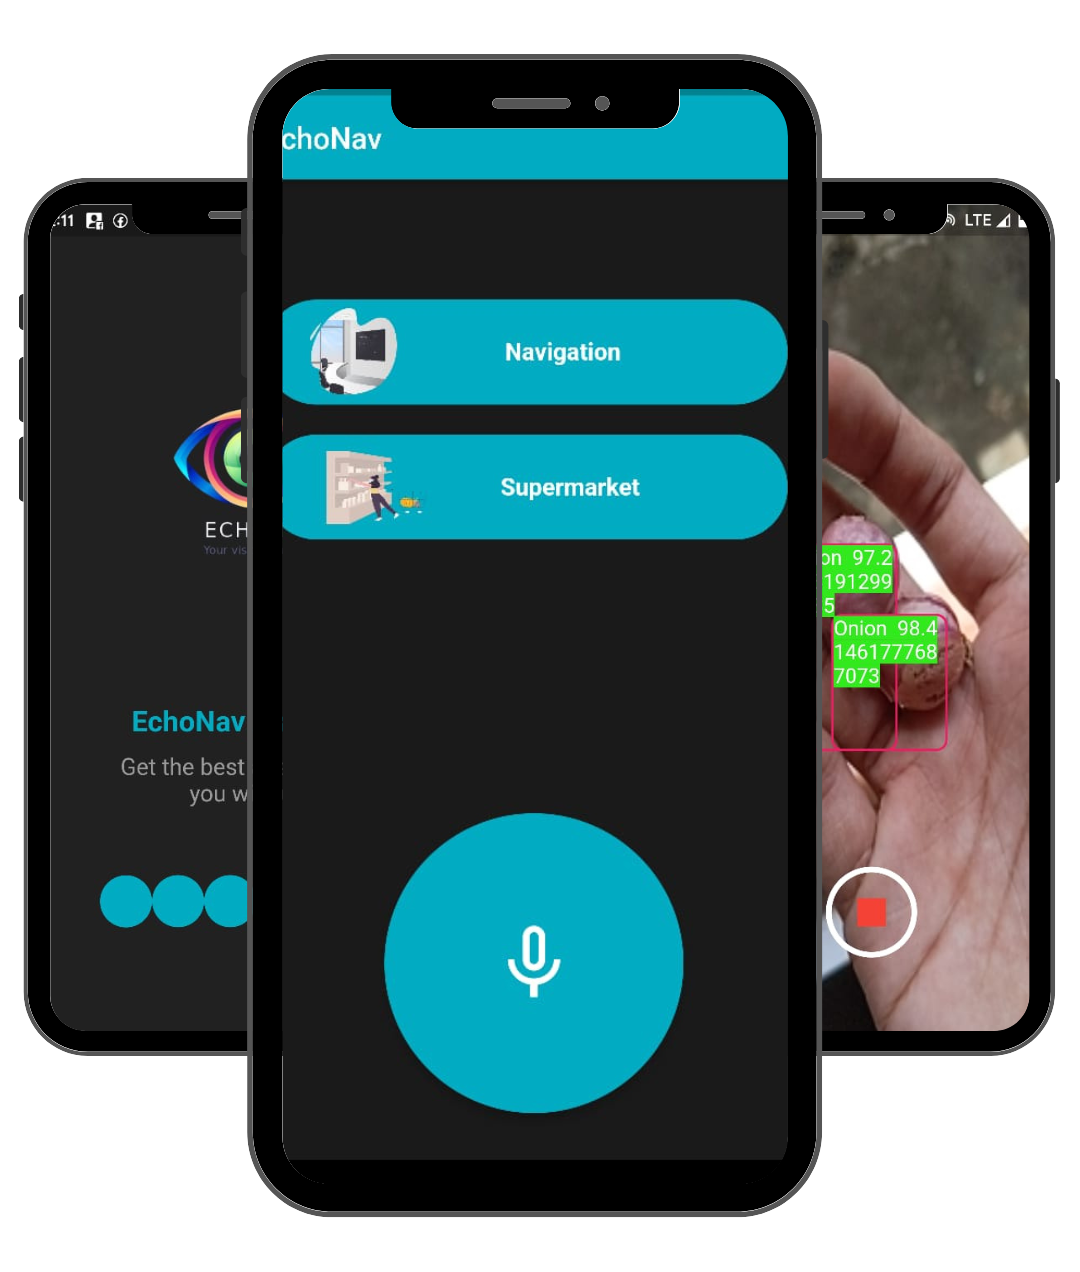 :11
ECH
Your vis
EchoNav
Get the best
you w
choNav
Navigation
Supermarket
LTE
on 97.2
191299
5
Onion 98.4
146177768
7073